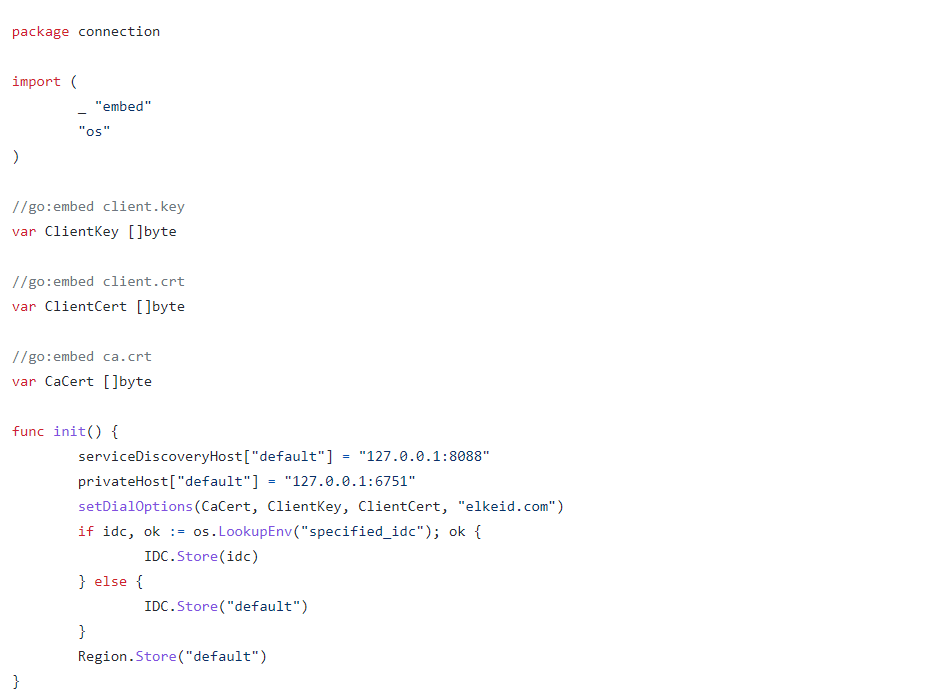 package connection
import (
_ "embed"
"os"
)
//go:embed client.key
var ClientKey []byte
//go:embed client.crt
var ClientCert []byte
//go:embed ca.crt
var CaCert []byte
func init() {
serviceDiscoveryHost["default"] = "127.0.0.1:8088"
privateHost["default"] = "127.0.0.1:6751"
setDialOptions(CaCert, ClientKey, ClientCert, "elkeid.com")
if idc, ok := os.LookupEnv("specified_idc"); ok {
IDC.Store(idc)
} else {
IDC.Store("default")
}
Region.Store("default")
}